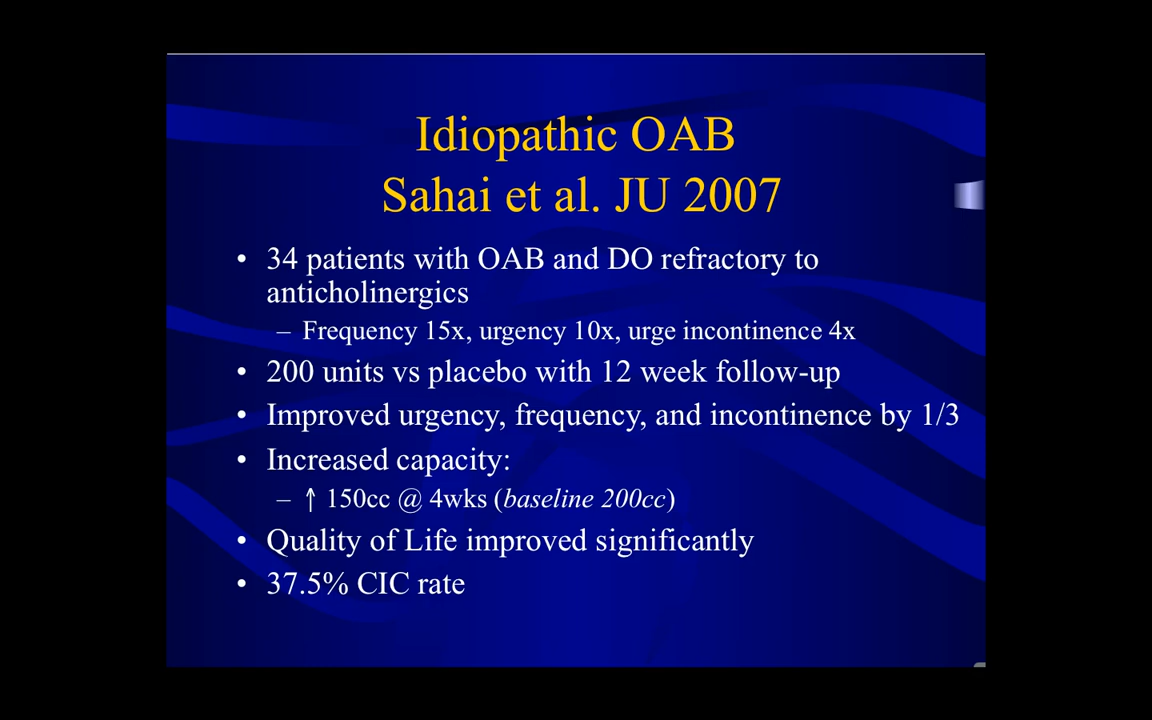 Idiopathic OAB
Sahai et al. JU 2007
• 34 patients with OAB and DO refractory to
anticholinergics
– Frequency 15x, urgency 10x, urge incontinence 4x
• 200 units vs placebo with 12 week follow-up
• Improved urgency, frequency, and incontinence by 1/3
• Increased capacity:
– ↑ 150cc @ 4wks (baseline 200cc)
• Quality of Life improved significantly
• 37.5% CIC rate